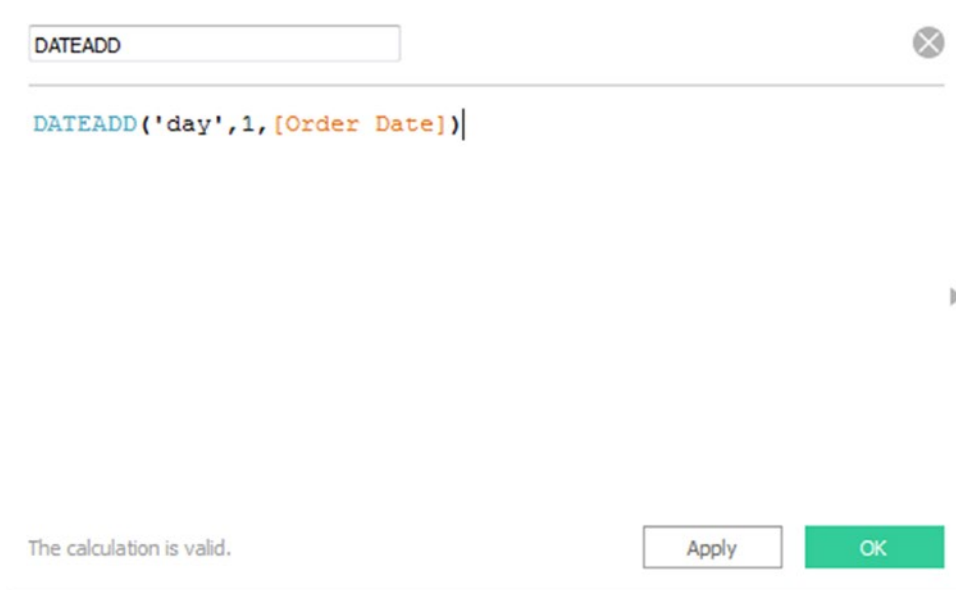 DATEADD
DATEADD('day',1,[Order Date])
The calculation is valid.
Apply
OK